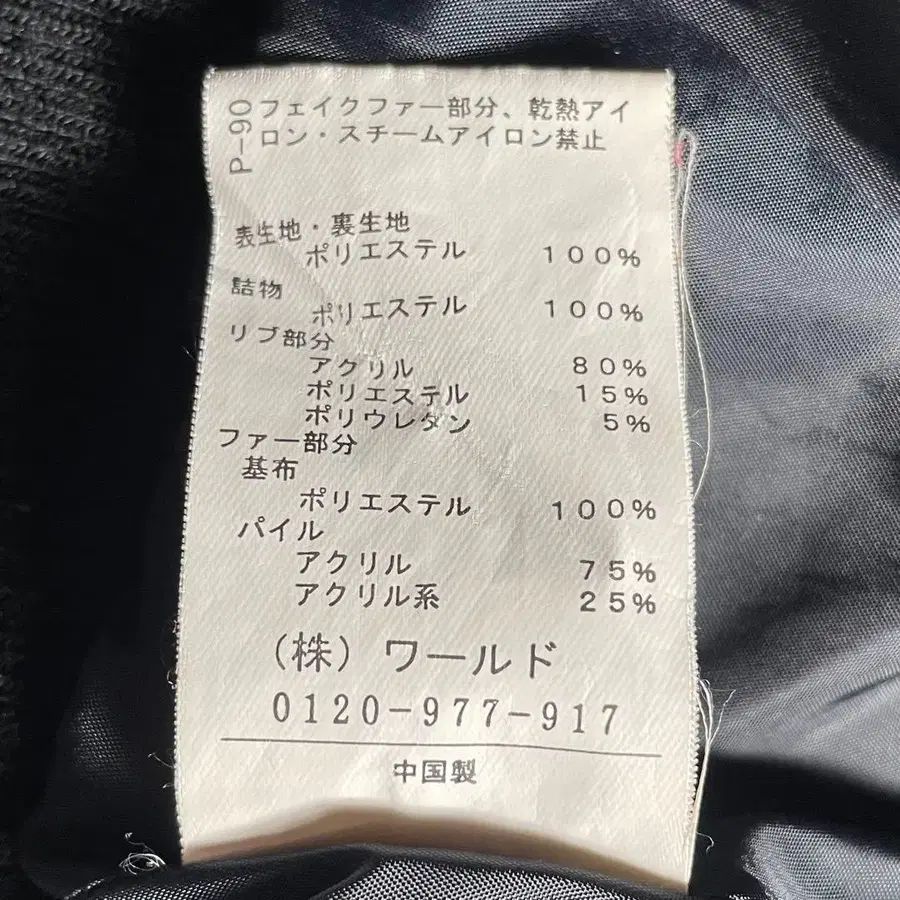 P-90
フェイクファー部分、乾熱アイ
ロン・スチームアイロン禁止
表生地・裏生地
ポリエステル 100%
詰物
ポリエステル 100%
リブ部分
アクリル 80%
ポリエステル 15%
ポリウレタン 5%
ファー部分
基布
ポリエステル 100%
パイル
アクリル 75%
アクリル系 25%
(株) ワールド
0120-977-917
中国製